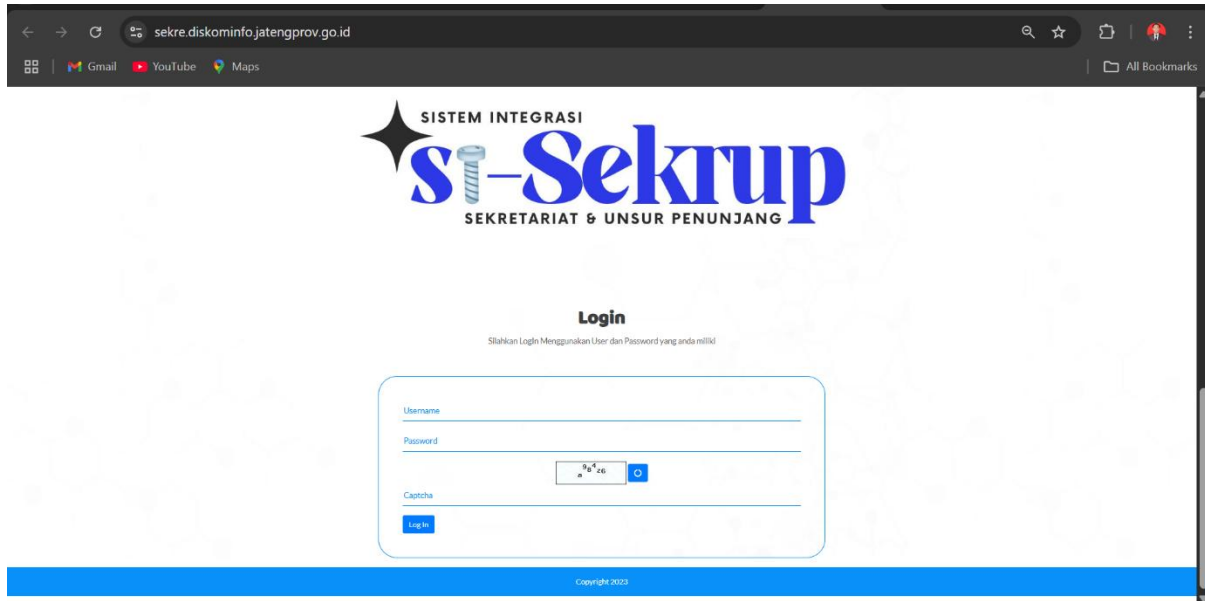 sekre.diskominfo.jatengprov.go.id
Gmail YouTube Maps All Bookmarks
SISTEM INTEGRASI
si-Sekrup
SEKRETARIAT & UNSUR PENUNJANG
Login
Silahkan Login Menggunakan User dan Password yang anda miliki
Username
Password
a9B4z6
Captcha
Log In
Copyright 2023